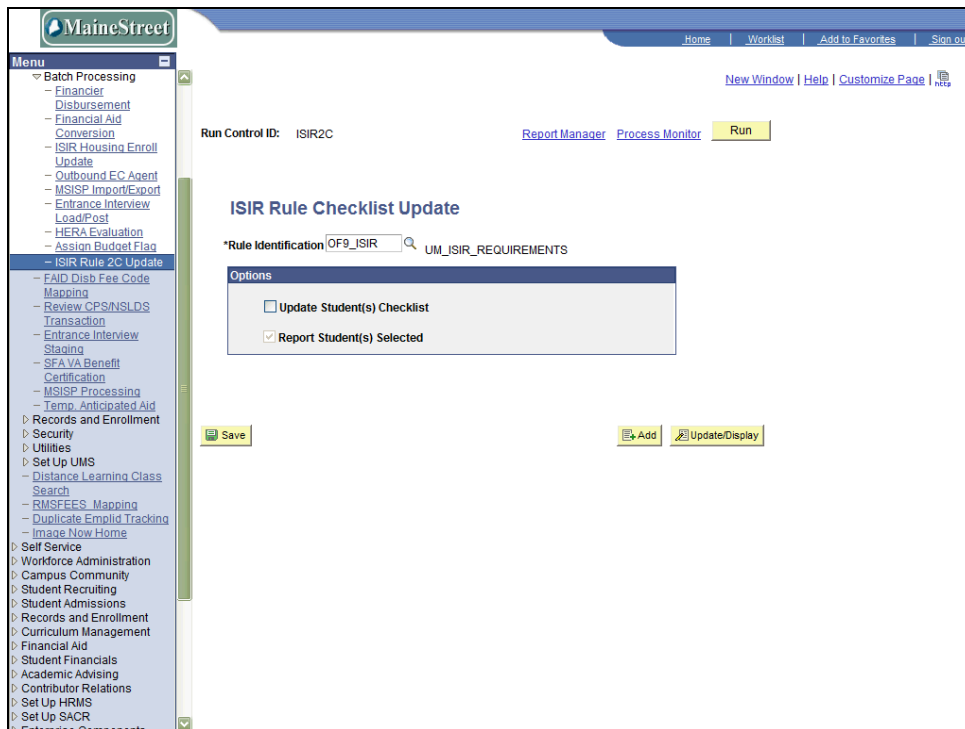 MaineStreet
Home | Worklist | Add to Favorites | Sign ou
Menu
Batch Processing
Financier
Disbursement
Financial Aid
Conversion
ISIR Housing Enroll
Update
Outbound EC Agent
MSISP Import/Export
Entrance Interview
Load/Post
HERA Evaluation
Assign Budget Flag
ISIR Rule 2C Update
FAID Disb Fee Code
Mapping
Review CPS/NSLDS
Transaction
Entrance Interview
Staging
SFA VA Benefit
Certification
MSISP Processing
Temp. Anticipated Aid
Records and Enrollment
Security
Utilities
Set Up UMS
Distance Learning Class
Search
RMSFEES_Mapping
Duplicate Emplid Tracking
Image Now Home
Self Service
Workforce Administration
Campus Community
Student Recruiting
Student Admissions
Records and Enrollment
Curriculum Management
Financial Aid
Student Financials
Academic Advising
Contributor Relations
Set Up HRMS
Set Up SACR
Enterprise Components
New Window | Help | Customize Page | http
Run Control ID: ISIR2C Report Manager Process Monitor Run
ISIR Rule Checklist Update
*Rule Identification OF9_ISIR UM_ISIR_REQUIREMENTS
Options
Update Student(s) Checklist
Report Student(s) Selected
Save Add Update/Display